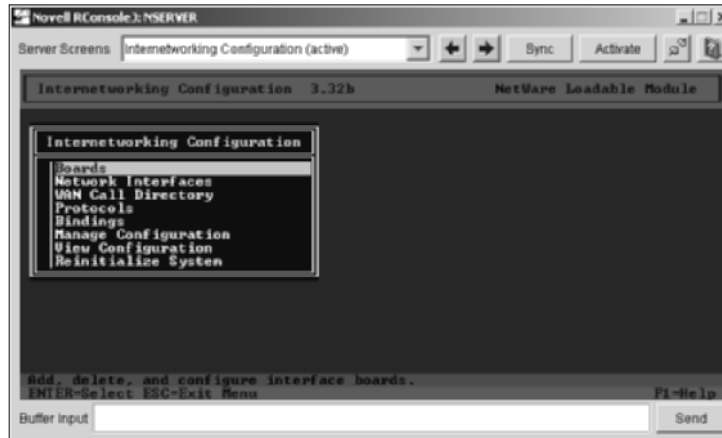 Novell RConsoleJ: NSERVER
Server Screens Internetworking Configuration (active) Sync Activate
Internetworking Configuration 3.32b NetWare Loadable Module
Internetworking Configuration
Boards
Network Interfaces
WAN Call Directory
Protocols
Bindings
Manage Configuration
View Configuration
Reinitialize System
Add, delete, and configure interface boards.
ENTER=Select ESC=Exit Menu F1=Help
Buffer Input Send